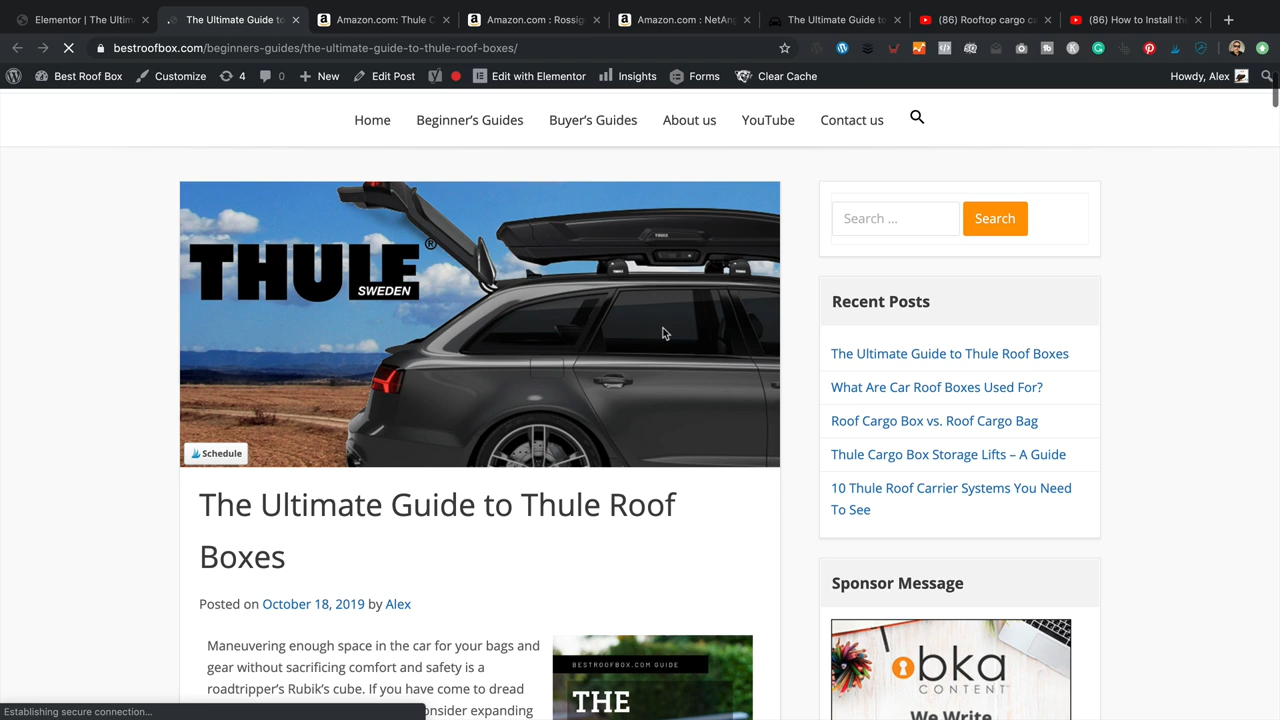 Elementor | The Ultim
The Ultimate Guide to
Amazon.com: Thule C
Amazon.com : Rossig
Amazon.com : NetAng
The Ultimate Guide to
(86) Rooftop cargo ca
(86) How to Install the
bestroofbox.com/beginners-guides/the-ultimate-guide-to-thule-roof-boxes/
Best Roof Box Customize 4 0 New Edit Post Edit with Elementor Insights Forms Clear Cache Howdy, Alex
Home Beginner's Guides Buyer's Guides About us YouTube Contact us
THULE®
SWEDEN
THULE
Schedule
The Ultimate Guide to Thule Roof
Boxes
Posted on October 18, 2019 by Alex
Maneuvering enough space in the car for your bags and
gear without sacrificing comfort and safety is a
roadtripper's Rubik's cube. If you have come to dread
onsider expanding
BESTROOFBOX.COM GUIDE
THE
Search ... Search
Recent Posts
The Ultimate Guide to Thule Roof Boxes
What Are Car Roof Boxes Used For?
Roof Cargo Box vs. Roof Cargo Bag
Thule Cargo Box Storage Lifts – A Guide
10 Thule Roof Carrier Systems You Need
To See
Sponsor Message
bka
CONTENT
We Write
Establishing secure connection...